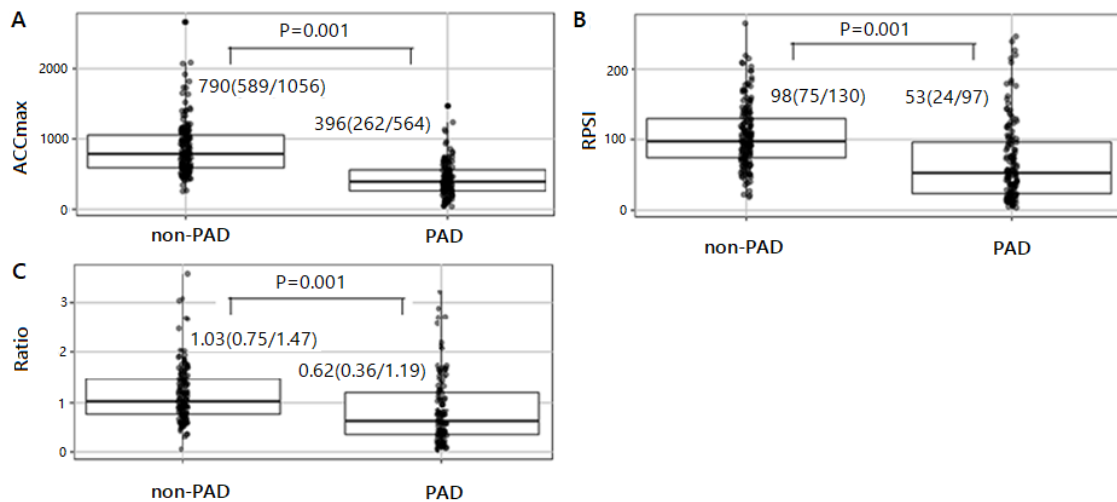 A
P=0.001
2000
790(589/1056)
396(262/564)
ACCmax
1000
0
non-PAD
PAD
B
P=0.001
200
98(75/130)
53(24/97)
RPSI
100
0
non-PAD
PAD
C
P=0.001
3
1.03(0.75/1.47)
Ratio
2
0.62(0.36/1.19)
1
0
non-PAD
PAD